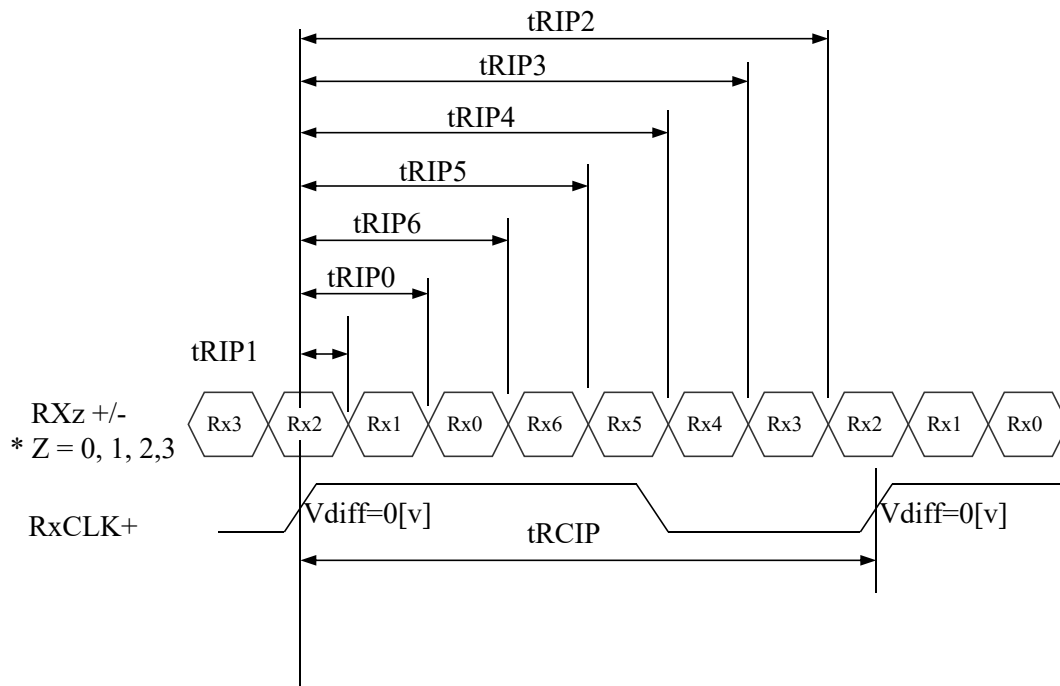 tRIP2
tRIP3
tRIP4
tRIP5
tRIP6
tRIP0
tRIP1
RXz +/-
* Z = 0, 1, 2,3
Rx3 Rx2 Rx1 Rx0 Rx6 Rx5 Rx4 Rx3 Rx2 Rx1 Rx0
RxCLK+
Vdiff=0[v] Vdiff=0[v]
tRCIP